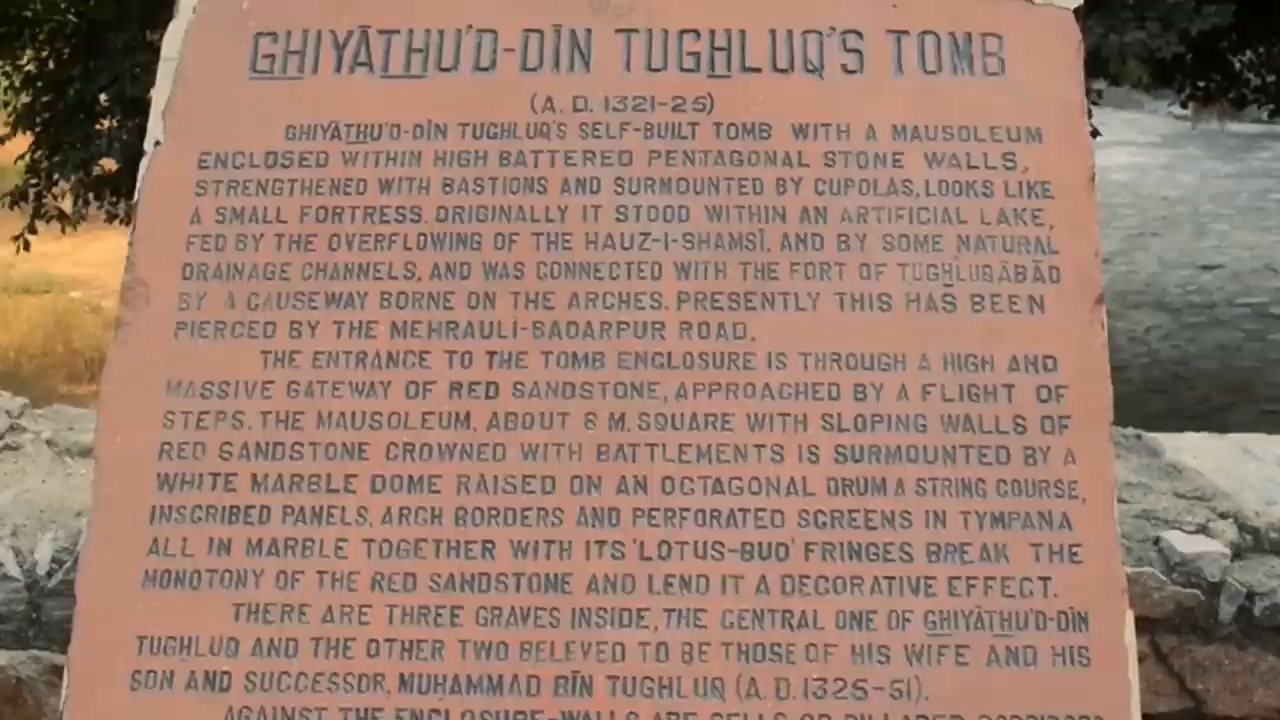 GHIYĀTHU'D-DĪN TUGHLUQ'S TOMB
(A. D. 1321-25)
GHIYĀTHU'D-DĪN TUGHLUQ'S SELF-BUILT TOMB WITH A MAUSOLEUM
ENCLOSED WITHIN HIGH BATTERED PENTAGONAL STONE WALLS,
STRENGTHENED WITH BASTIONS AND SURMOUNTED BY CUPOLAS, LOOKS LIKE
A SMALL FORTRESS. ORIGINALLY IT STOOD WITHIN AN ARTIFICIAL LAKE,
FED BY THE OVERFLOWING OF THE HAUZ-I-SHAMSĪ, AND BY SOME NATURAL
DRAINAGE CHANNELS, AND WAS CONNECTED WITH THE FORT OF TUGHLUQĀBĀD
BY A CAUSEWAY BORNE ON THE ARCHES. PRESENTLY THIS HAS BEEN
PIERCED BY THE MEHRAULI-BADARPUR ROAD.
THE ENTRANCE TO THE TOMB ENCLOSURE IS THROUGH A HIGH AND
MASSIVE GATEWAY OF RED SANDSTONE, APPROACHED BY A FLIGHT OF
STEPS. THE MAUSOLEUM, ABOUT 8 M. SQUARE WITH SLOPING WALLS OF
RED SANDSTONE CROWNED WITH BATTLEMENTS IS SURMOUNTED BY A
WHITE MARBLE DOME RAISED ON AN OCTAGONAL DRUM A STRING COURSE,
INSCRIBED PANELS, ARCH BORDERS AND PERFORATED SCREENS IN TYMPANA
ALL IN MARBLE TOGETHER WITH ITS 'LOTUS-BUD' FRINGES BREAK THE
MONOTONY OF THE RED SANDSTONE AND LEND IT A DECORATIVE EFFECT.
THERE ARE THREE GRAVES INSIDE, THE CENTRAL ONE OF GHIYĀTHU'D-DĪN
TUGHLUQ AND THE OTHER TWO BELEVED TO BE THOSE OF HIS WIFE AND HIS
SON AND SUCCESSOR, MUHAMMAD BĪN TUGHLUQ (A. D. 1325-51).
AGAINST THE ENCLOSURE-WALLS ARE CELLS OR PILLARED